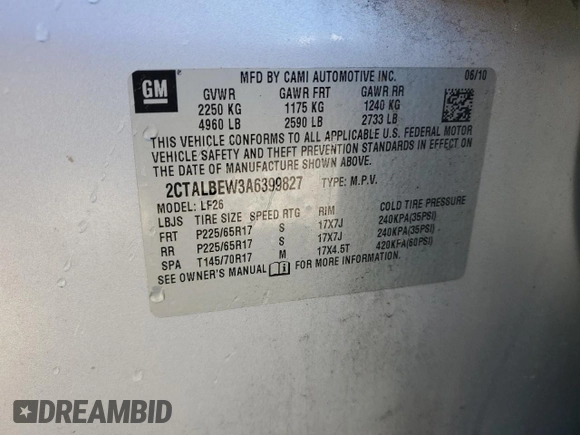 GM
MFD BY CAMI AUTOMOTIVE INC. 06/10
GVWR GAWR FRT GAWR RR
2250 KG 1175 KG 1240 KG
4960 LB 2590 LB 2733 LB
THIS VEHICLE CONFORMS TO ALL APPLICABLE U.S. FEDERAL MOTOR
VEHICLE SAFETY AND THEFT PREVENTION STANDARDS IN EFFECT ON
THE DATE OF MANUFACTURE SHOWN ABOVE.
2CTALBEW3A6399827 TYPE: M.P.V.
MODEL: LF26
LBJS TIRE SIZE SPEED RTG RIM COLD TIRE PRESSURE
FRT P225/65R17 S 17X7J 240KPA(35PSI)
RR P225/65R17 S 17X7J 240KPA(35PSI)
SPA T145/70R17 M 17X4.5T 420KPA(60PSI)
SEE OWNER'S MANUAL FOR MORE INFORMATION.
DREAMBID